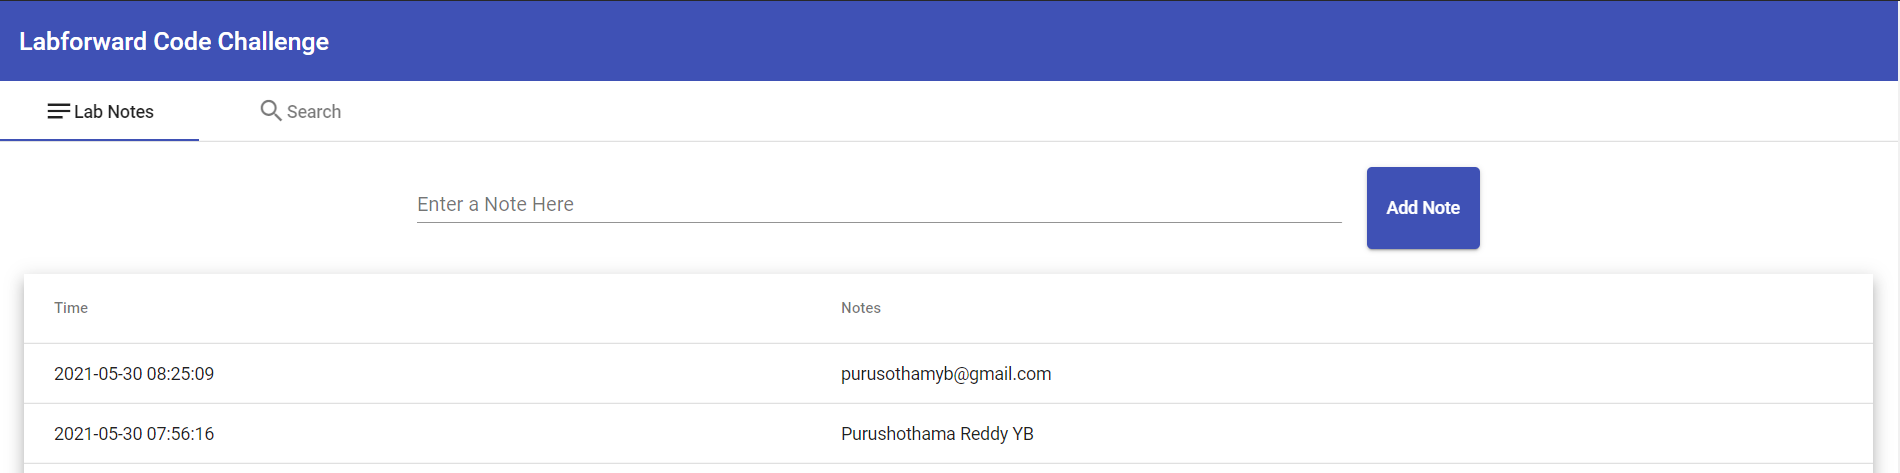 Labforward Code Challenge
Lab Notes Search
Enter a Note Here Add Note
Time Notes
2021-05-30 08:25:09 purusothamyb@gmail.com
2021-05-30 07:56:16 Purushothama Reddy YB